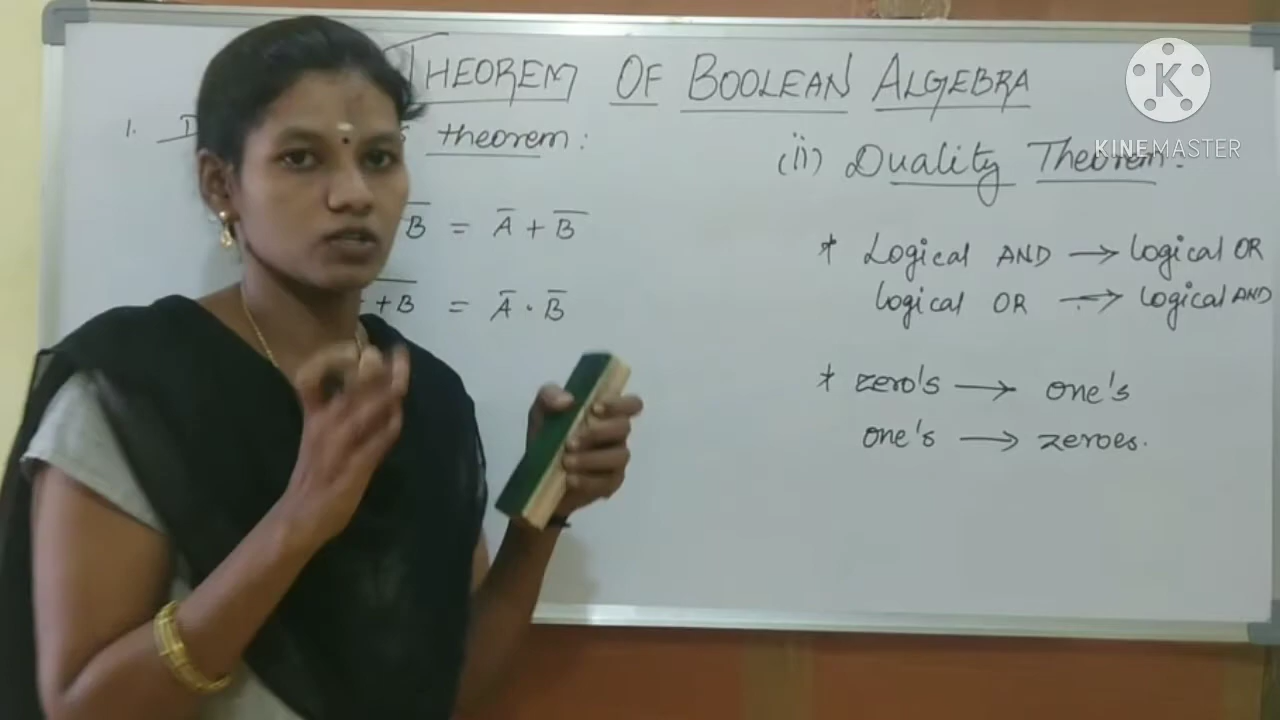 THEOREM OF BOOLEAN ALGEBRA
1. theorem :
B = A̅ + B̅
+B = A̅ · B̅
(ii) Duality Theorem :
* Logical AND → logical OR
logical OR → logical AND
* zero's → one's
one's → zeroes.
K
KINEMASTER